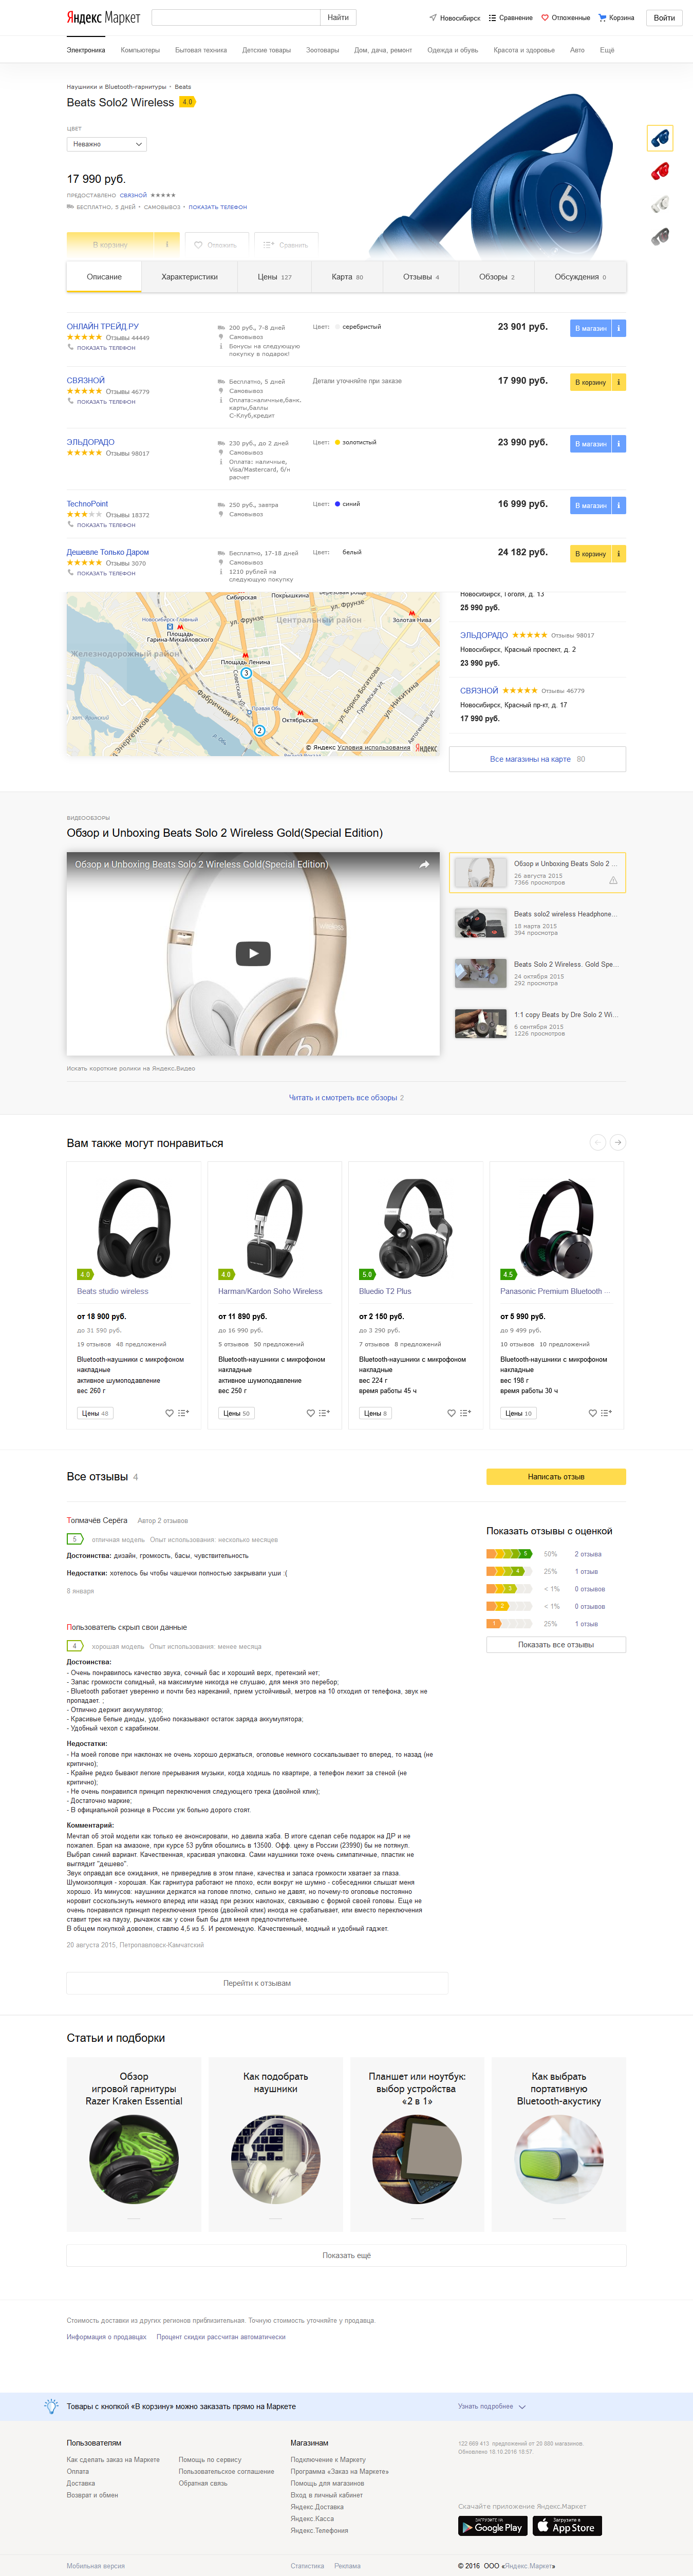 Яндекс Маркет
Найти
Новосибирск
Сравнение
Отложенные
Корзина
Войти
Электроника
Компьютеры
Бытовая техника
Детские товары
Зоотовары
Дом, дача, ремонт
Одежда и обувь
Красота и здоровье
Авто
Ещё
Наушники и Bluetooth-гарнитуры • Beats
Beats Solo2 Wireless 4.0
ЦВЕТ
Неважно
17 990 руб.
ПРЕДОСТАВЛЕНО СВЯЗНОЙ ★★★★★
БЕСПЛАТНО, 5 ДНЕЙ • САМОВЫВОЗ • ПОКАЗАТЬ ТЕЛЕФОН
В корзину
Отложить
Сравнить
Описание
Характеристики
Цены 127
Карта 80
Отзывы 4
Обзоры 2
Обсуждения 0
ОНЛАЙН ТРЕЙД.РУ
Отзывы 44449
ПОКАЗАТЬ ТЕЛЕФОН
200 руб., 7-8 дней
Самовывоз
Бонусы на следующую
покупку в подарок!
Цвет: серебристый
23 901 руб.
В магазин
СВЯЗНОЙ
Отзывы 46779
ПОКАЗАТЬ ТЕЛЕФОН
Бесплатно, 5 дней
Самовывоз
Оплата:наличные,банк.
карты,баллы
С-Клуб,кредит
Детали уточняйте при заказе
17 990 руб.
В корзину
ЭЛЬДОРАДО
Отзывы 98017
230 руб., до 2 дней
Самовывоз
Оплата: наличные,
Visa/Mastercard, б/н
расчет
Цвет: золотистый
23 990 руб.
В магазин
TechnoPoint
Отзывы 18372
ПОКАЗАТЬ ТЕЛЕФОН
250 руб., завтра
Самовывоз
Цвет: синий
16 999 руб.
В магазин
Дешевле Только Даром
Отзывы 3070
ПОКАЗАТЬ ТЕЛЕФОН
Бесплатно, 17-18 дней
Самовывоз
1210 рублей на
следующую покупку
Цвет: белый
24 182 руб.
В корзину
Сибирская
Покрышкина
ул. Фрунзе
ул. Фрунзе
Новосибирск-Главный
Площадь
Гарина-Михайловского
Центральный район
Золотая Нива
Железнодорожный район
Площадь Ленина
3
Советская ул.
Фабричная ул.
Правая Обь
Октябрьская
ул. Бориса Богаткова
Гурьевская ул.
ул. Никитина
Автогенная ул.
р. Обь
2
© Яндекс Условия использования Яндекс
Новосибирск, Гоголя, д. 13
25 990 руб.
ЭЛЬДОРАДО Отзывы 98017
Новосибирск, Красный проспект, д. 2
23 990 руб.
СВЯЗНОЙ Отзывы 46779
Новосибирск, Красный пр-кт, д. 17
17 990 руб.
Все магазины на карте 80
ВИДЕООБЗОРЫ
Обзор и Unboxing Beats Solo 2 Wireless Gold(Special Edition)
Обзор и Unboxing Beats Solo 2 Wireless Gold(Special Edition)
Обзор и Unboxing Beats Solo 2 ...
26 августа 2015
7366 просмотров
Beats solo2 wireless Headphone...
18 марта 2015
394 просмотра
Beats Solo 2 Wireless. Gold Spe...
24 октября 2015
292 просмотра
1:1 copy Beats by Dre Solo 2 Wi...
6 сентября 2015
1226 просмотров
Искать короткие ролики на Яндекс.Видео
Читать и смотреть все обзоры 2
Вам также могут понравиться
4.0
Beats studio wireless
от 18 900 руб.
до 31 590 руб.
19 отзывов 48 предложений
Bluetooth-наушники с микрофоном
накладные
активное шумоподавление
вес 260 г
Цены 48
4.0
Harman/Kardon Soho Wireless
от 11 890 руб.
до 16 990 руб.
5 отзывов 50 предложений
Bluetooth-наушники с микрофоном
накладные
активное шумоподавление
вес 250 г
Цены 50
5.0
Bluedio T2 Plus
от 2 150 руб.
до 3 290 руб.
7 отзывов 8 предложений
Bluetooth-наушники с микрофоном
накладные
вес 224 г
время работы 45 ч
Цены 8
4.5
Panasonic Premium Bluetooth ...
от 5 990 руб.
до 9 499 руб.
10 отзывов 10 предложений
Bluetooth-наушники с микрофоном
накладные
вес 198 г
время работы 30 ч
Цены 10
Все отзывы 4
Написать отзыв
Толмачёв Серёга Автор 2 отзывов
5 отличная модель Опыт использования: несколько месяцев
Достоинства: дизайн, громкость, басы, чувствительность
Недостатки: хотелось бы чтобы чашечки полностью закрывали уши :(
8 января
Показать отзывы с оценкой
5 50% 2 отзыва
4 25% 1 отзыв
3 < 1% 0 отзывов
2 < 1% 0 отзывов
1 25% 1 отзыв
Показать все отзывы
Пользователь скрыл свои данные
4 хорошая модель Опыт использования: менее месяца
Достоинства:
- Очень понравилось качество звука, сочный бас и хороший верх, претензий нет;
- Запас громкости солидный, на максимуме никогда не слушаю, для меня это перебор;
- Bluetooth работает уверенно и почти без нареканий, прием устойчивый, метров на 10 отходил от телефона, звук не
пропадает. ;
- Отлично держит аккумулятор;
- Красивые белые диоды, удобно показывают остаток заряда аккумулятора;
- Удобный чехол с карабином.
Недостатки:
- На моей голове при наклонах не очень хорошо держаться, оголовье немного соскальзывает то вперед, то назад (не
критично);
- Крайне редко бывают легкие прерывания музыки, когда ходишь по квартире, а телефон лежит за стеной (не
критично);
- Не очень понравился принцип переключения следующего трека (двойной клик);
- Достаточно маркие;
- В официальной рознице в России уж больно дорого стоят.
Комментарий:
Мечтал об этой модели как только ее анонсировали, но давила жаба. В итоге сделал себе подарок на ДР и не
пожалел. Брал на амазоне, при курсе 53 рубля обошлись в 13500. Офф. цену в России (23990) бы не потянул.
Выбрал синий вариант. Качественная, красивая упаковка. Сами наушники тоже очень симпатичные, пластик не
выглядит "дешево".
Звук оправдал все ожидания, не привередлив в этом плане, качества и запаса громкости хватает за глаза.
Шумоизоляция - хорошая. Как гарнитура работают не плохо, если вокруг не шумно - собеседники слышат меня
хорошо. Из минусов: наушники держатся на голове плотно, сильно не давят, но почему-то оголовье постоянно
норовит соскользнуть немного вперед или назад при резких наклонах, связываю с формой своей головы. Еще не
очень понравился принцип переключения треков (двойной клик) иногда не срабатывает, или вместо переключения
ставит трек на паузу, рычажок как у сони был бы для меня предпочтительнее.
В общем покупкой доволен, ставлю 4,5 из 5. И рекомендую. Качественный, модный и удобный гаджет.
20 августа 2015, Петропавловск-Камчатский
Перейти к отзывам
Статьи и подборки
Обзор
игровой гарнитуры
Razer Kraken Essential
Как подобрать
наушники
Планшет или ноутбук:
выбор устройства
«2 в 1»
Как выбрать
портативную
Bluetooth-акустику
Показать ещё
Стоимость доставки из других регионов приблизительная. Точную стоимость уточняйте у продавца.
Информация о продавцах Процент скидки рассчитан автоматически
Товары с кнопкой «В корзину» можно заказать прямо на Маркете
Узнать подробнее
Пользователям
Как сделать заказ на Маркете
Оплата
Доставка
Возврат и обмен
Помощь по сервису
Пользовательское соглашение
Обратная связь
Магазинам
Подключение к Маркету
Программа «Заказ на Маркете»
Помощь для магазинов
Вход в личный кабинет
Яндекс.Доставка
Яндекс.Касса
Яндекс.Телефония
Обновлено 18.10.2016 18:57.
Скачайте приложение Яндекс.Маркет
ЗАГРУЗИТЕ НА
Google Play
Загрузите в
App Store
Мобильная версия
Статистика
Реклама
© 2016 ООО «Яндекс.Маркет»